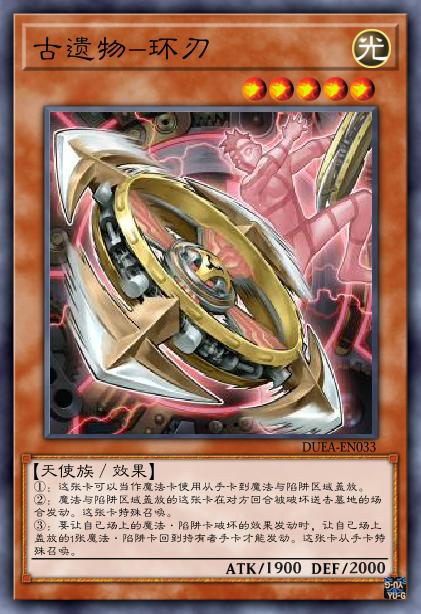 古遗物-环刃
光
DUEA-EN033
【天使族/效果】
①：这张卡可以当作魔法卡使用从手卡到魔法与陷阱区域盖放。
②：魔法与陷阱区域盖放的这张卡在对方回合被破坏送去墓地的场
合发动。这张卡特殊召唤。
③：要让自己场上的魔法·陷阱卡破坏的效果发动时，让自己场上
盖放的1张魔法·陷阱卡回到持有者手卡才能发动。这张卡从手卡特
殊召唤。
ATK/1900 DEF/2000